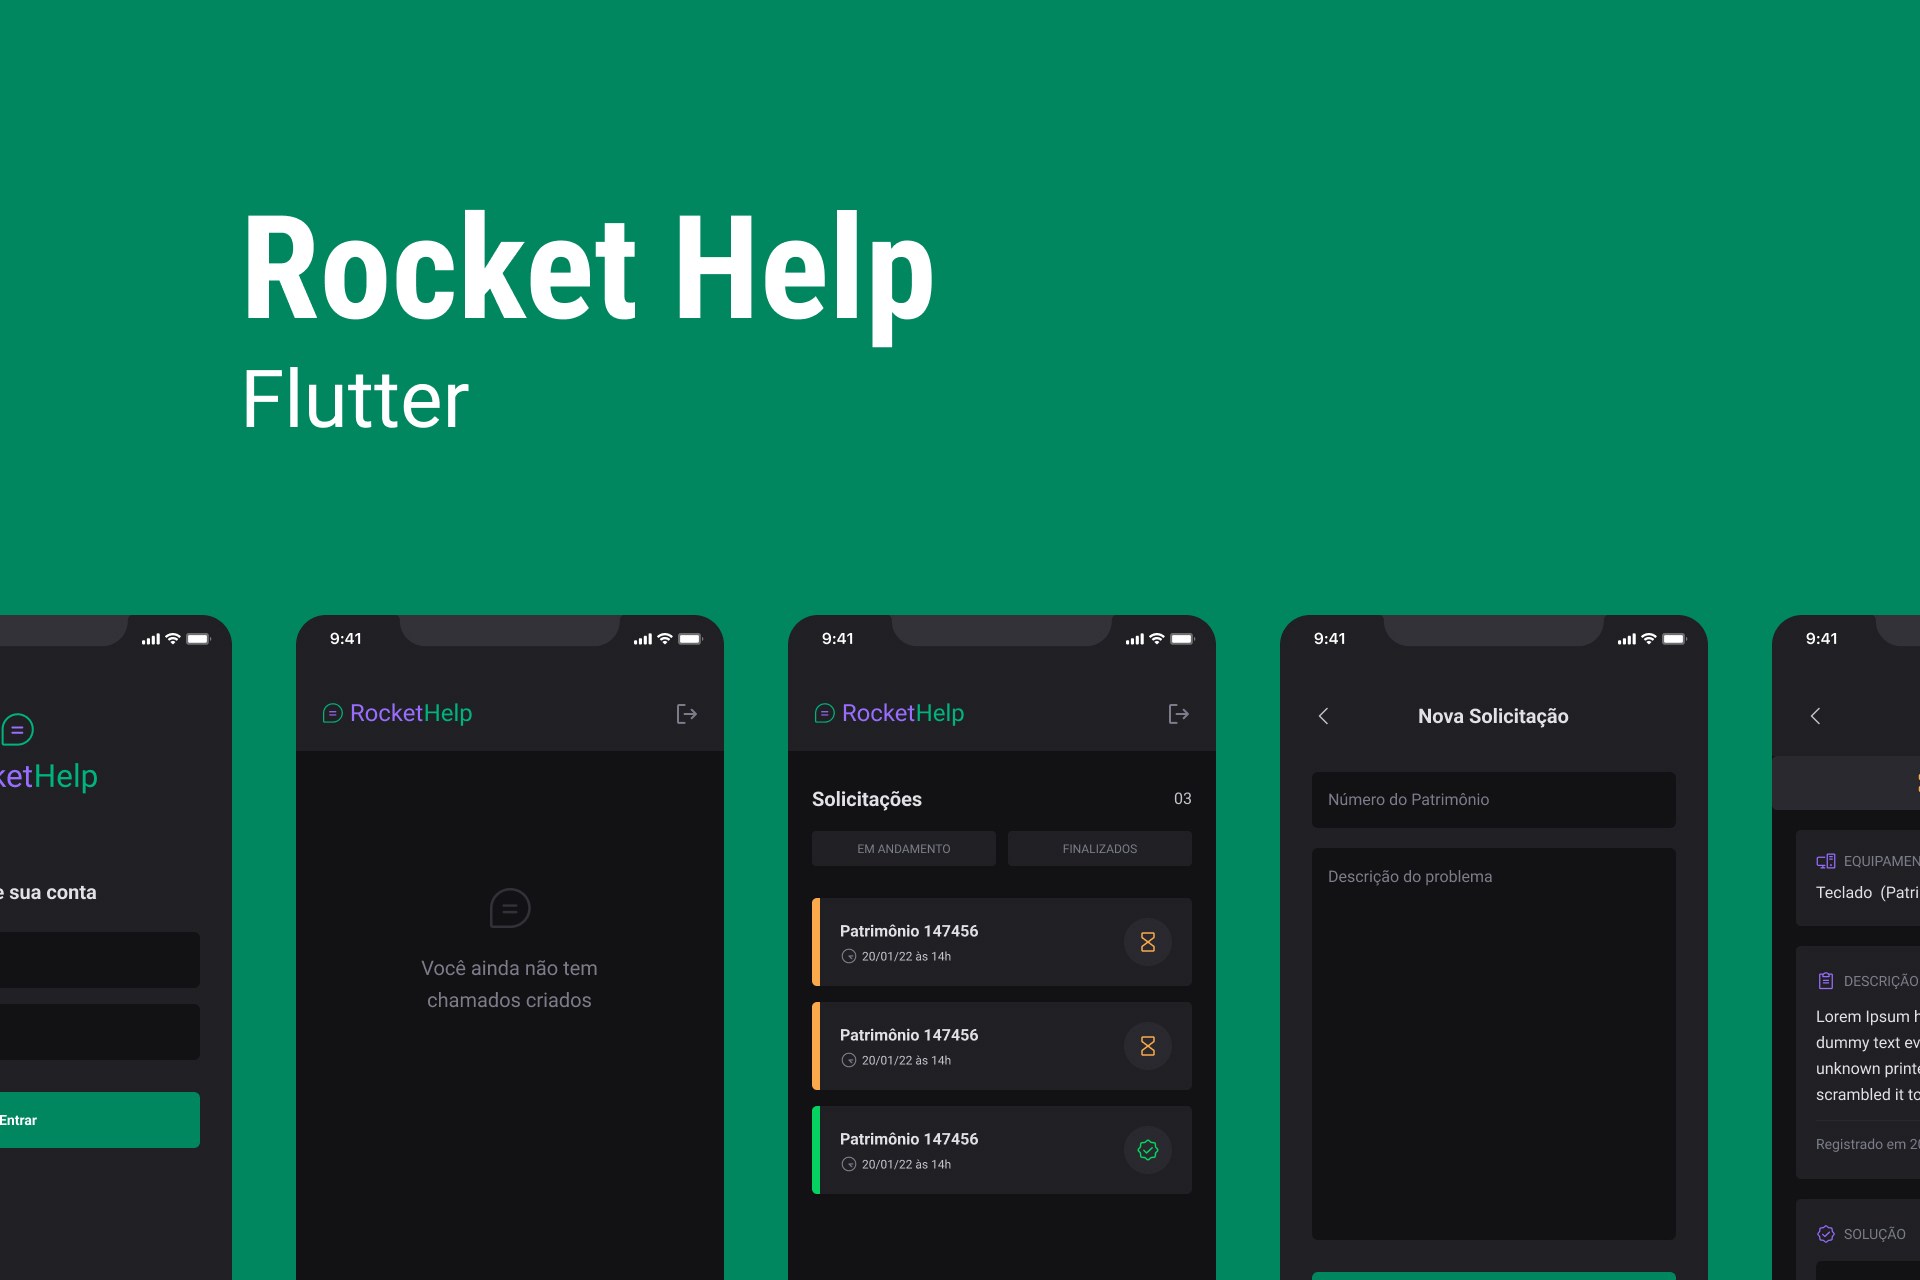 Rocket Help
Flutter
ketHelp
e sua conta
Entrar
9:41
RocketHelp
Você ainda não tem
chamados criados
9:41
RocketHelp
Solicitações
03
EM ANDAMENTO
FINALIZADOS
Patrimônio 147456
20/01/22 às 14h
Patrimônio 147456
20/01/22 às 14h
Patrimônio 147456
20/01/22 às 14h
9:41
Nova Solicitação
Número do Patrimônio
Descrição do problema
9:41
EQUIPAMEN
Teclado (Patri
DESCRIÇÃO
Lorem Ipsum h
dummy text ev
unknown printe
scrambled it to
Registrado em 20
SOLUÇÃO